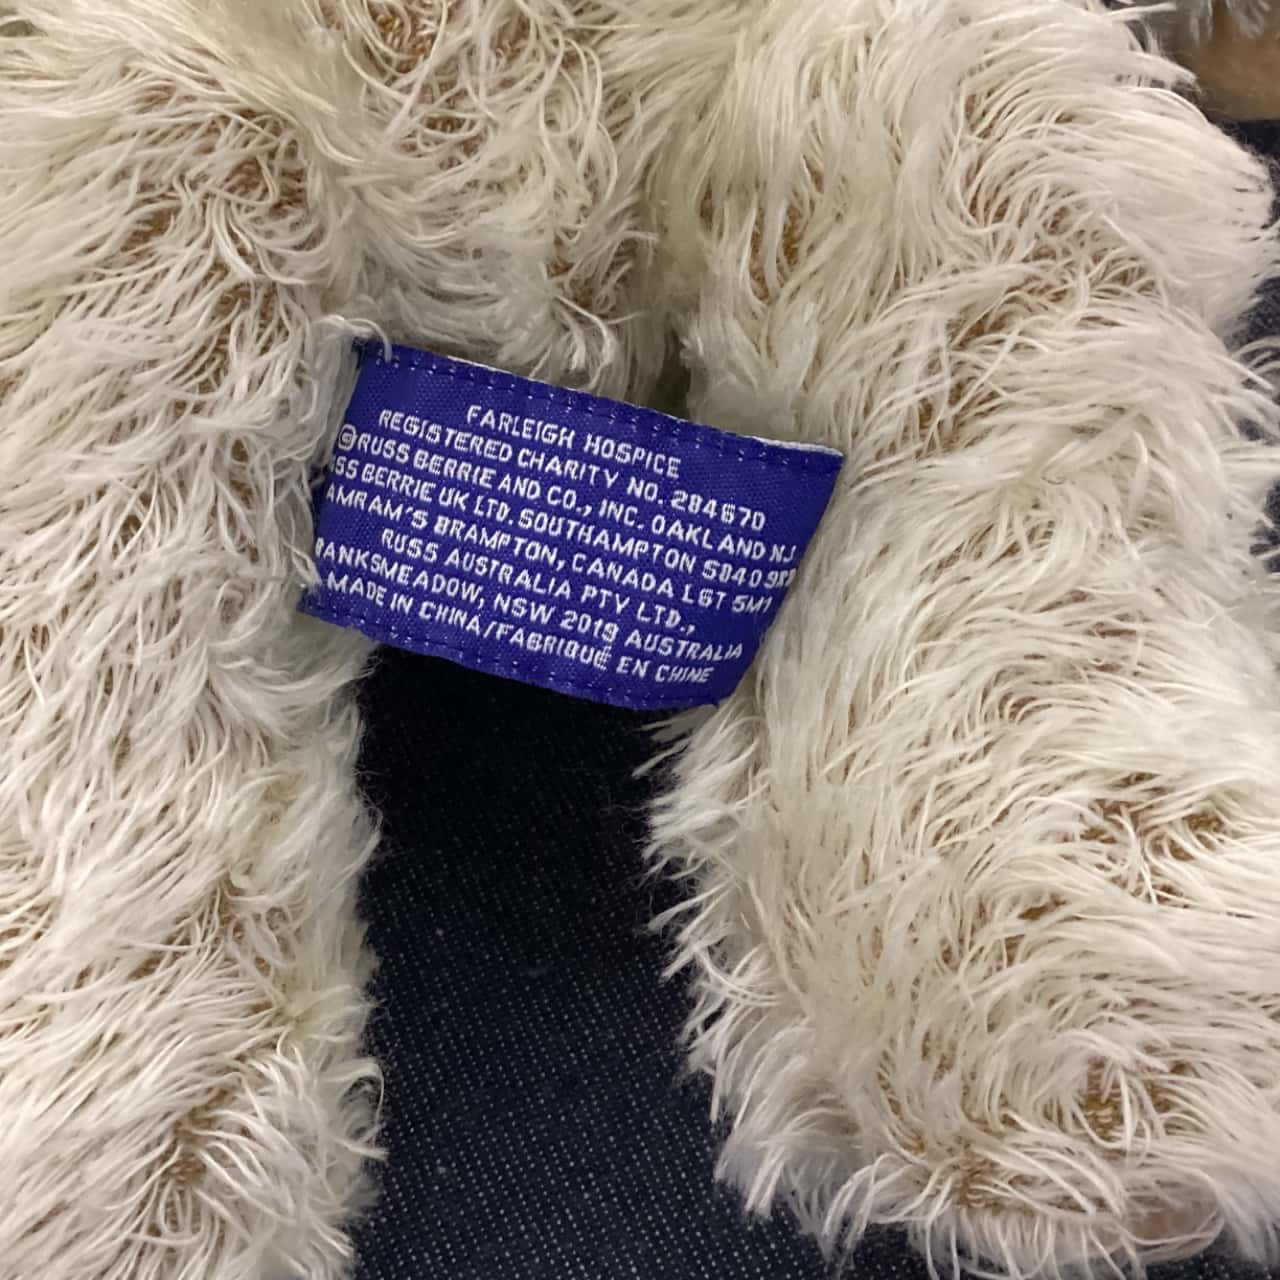 FARLEIGH HOSPICE
REGISTERED CHARITY NO. 284670
©RUSS BERRIE AND CO., INC. OAKLAND NJ
SS BERRIE UK LTD. SOUTHAMPTON SO40 9
AMRAM'S BRAMPTON, CANADA L6T 5M1
RUSS AUSTRALIA PTY LTD.,
BANKSMEADOW, NSW 2019 AUSTRALIA
MADE IN CHINA/FABRIQUÉ EN CHINE